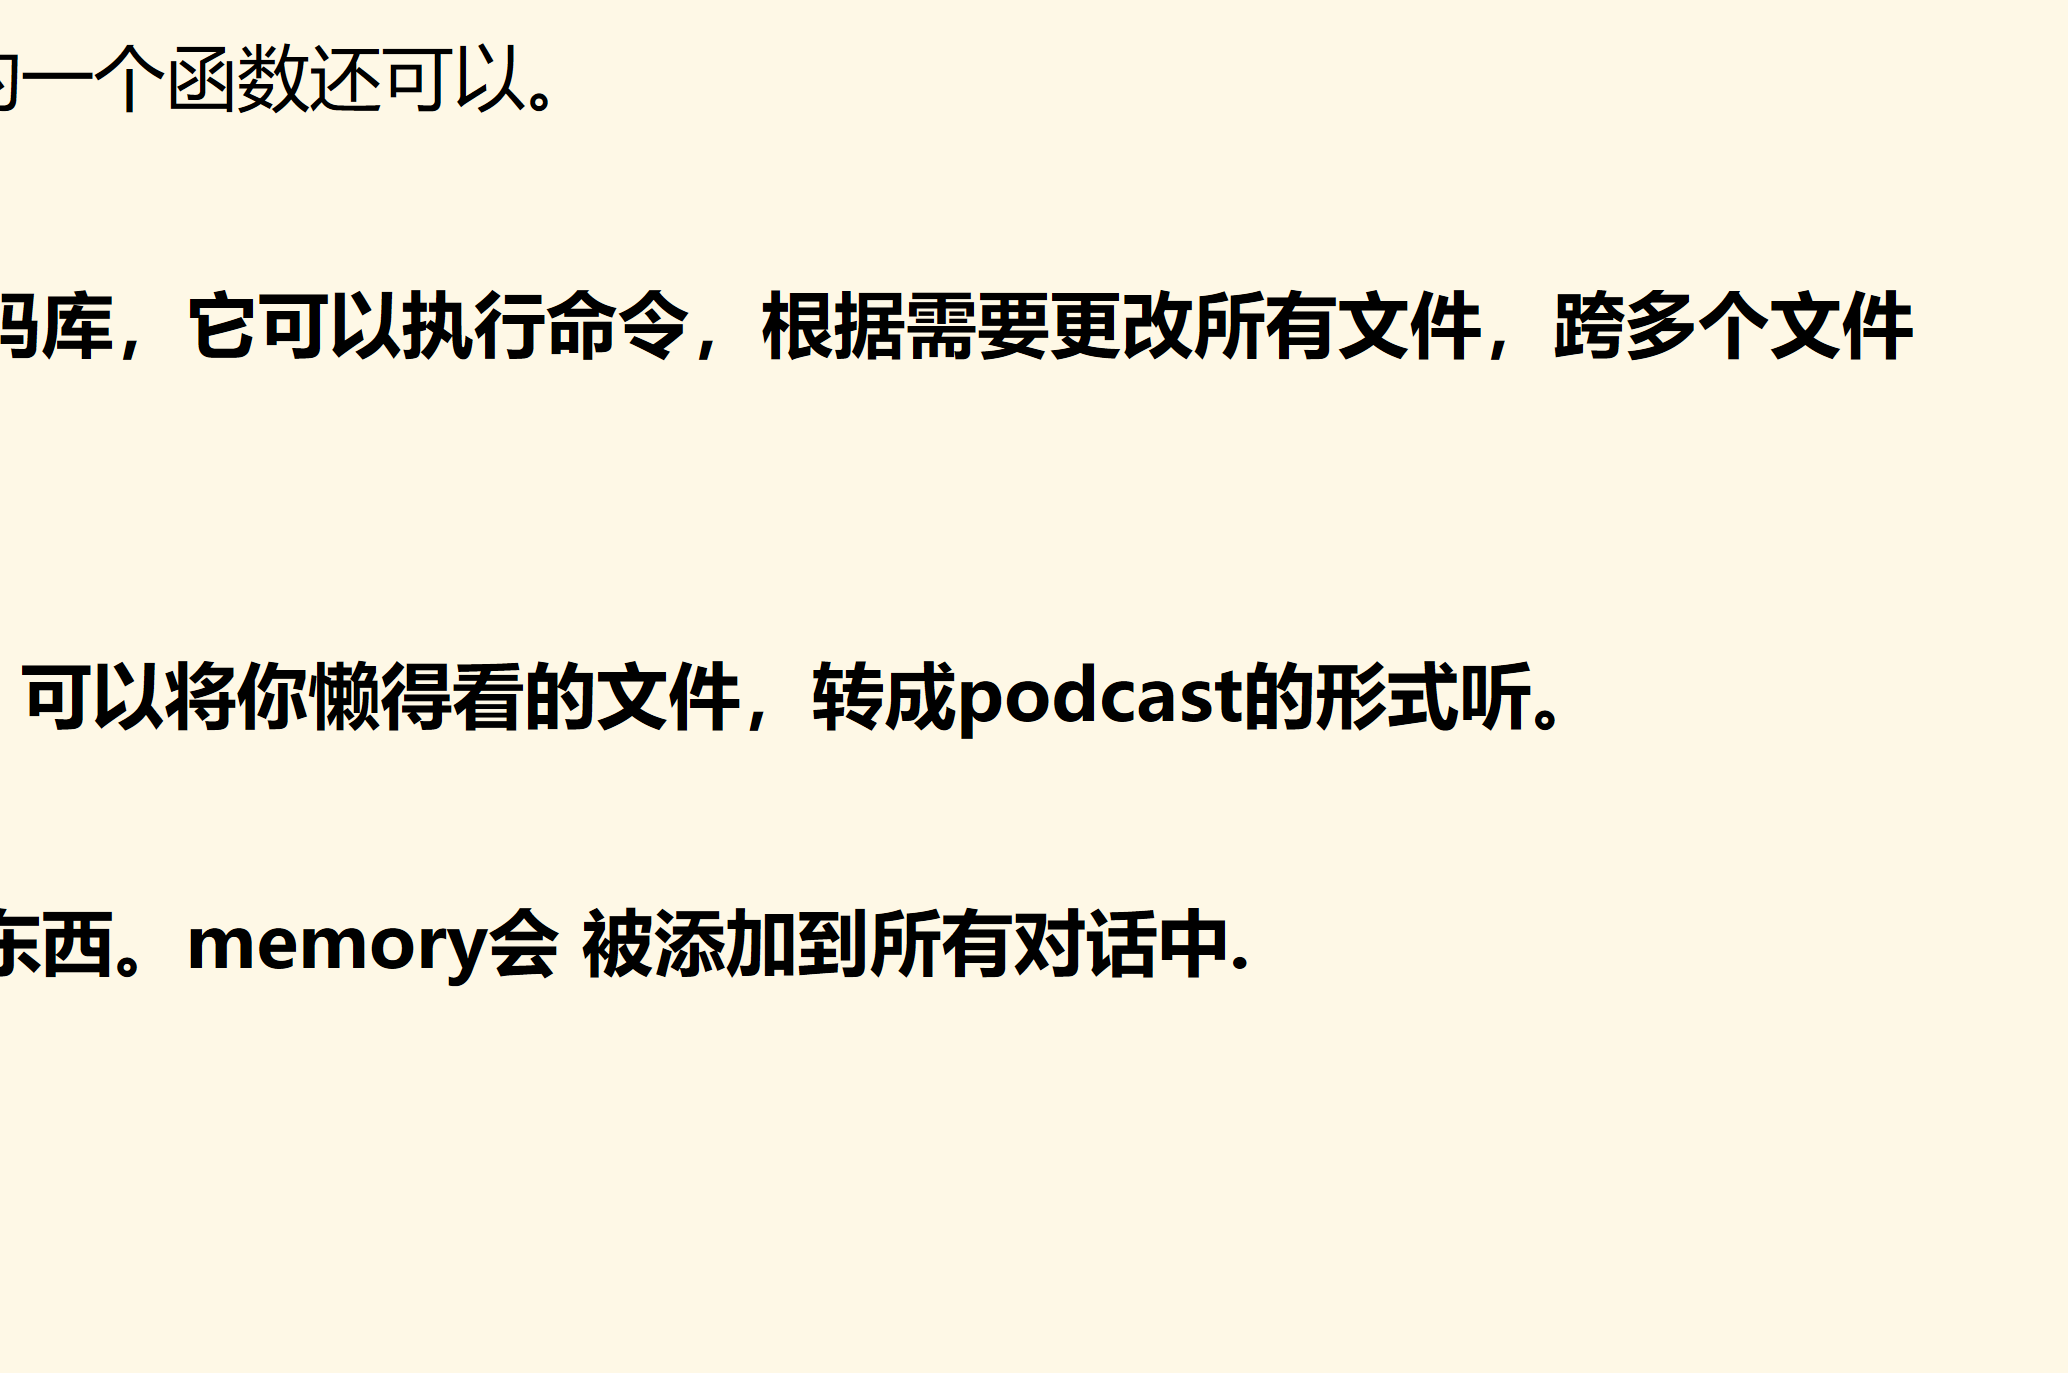 的一个函数还可以。
码库，它可以执行命令，根据需要更改所有文件，跨多个文件
可以将你懒得看的文件，转成podcast的形式听。
东西。memory会 被添加到所有对话中.